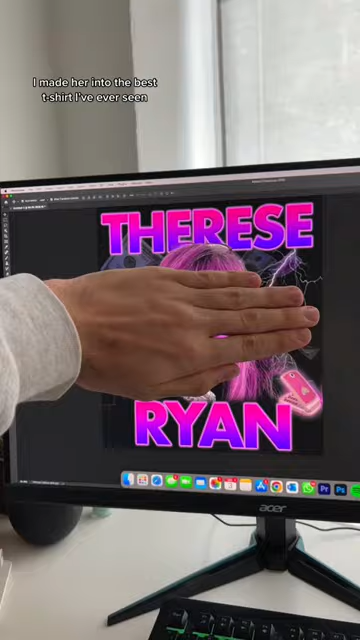 I made her into the best
t-shirt I've ever seen
THERESE
RYAN
acer